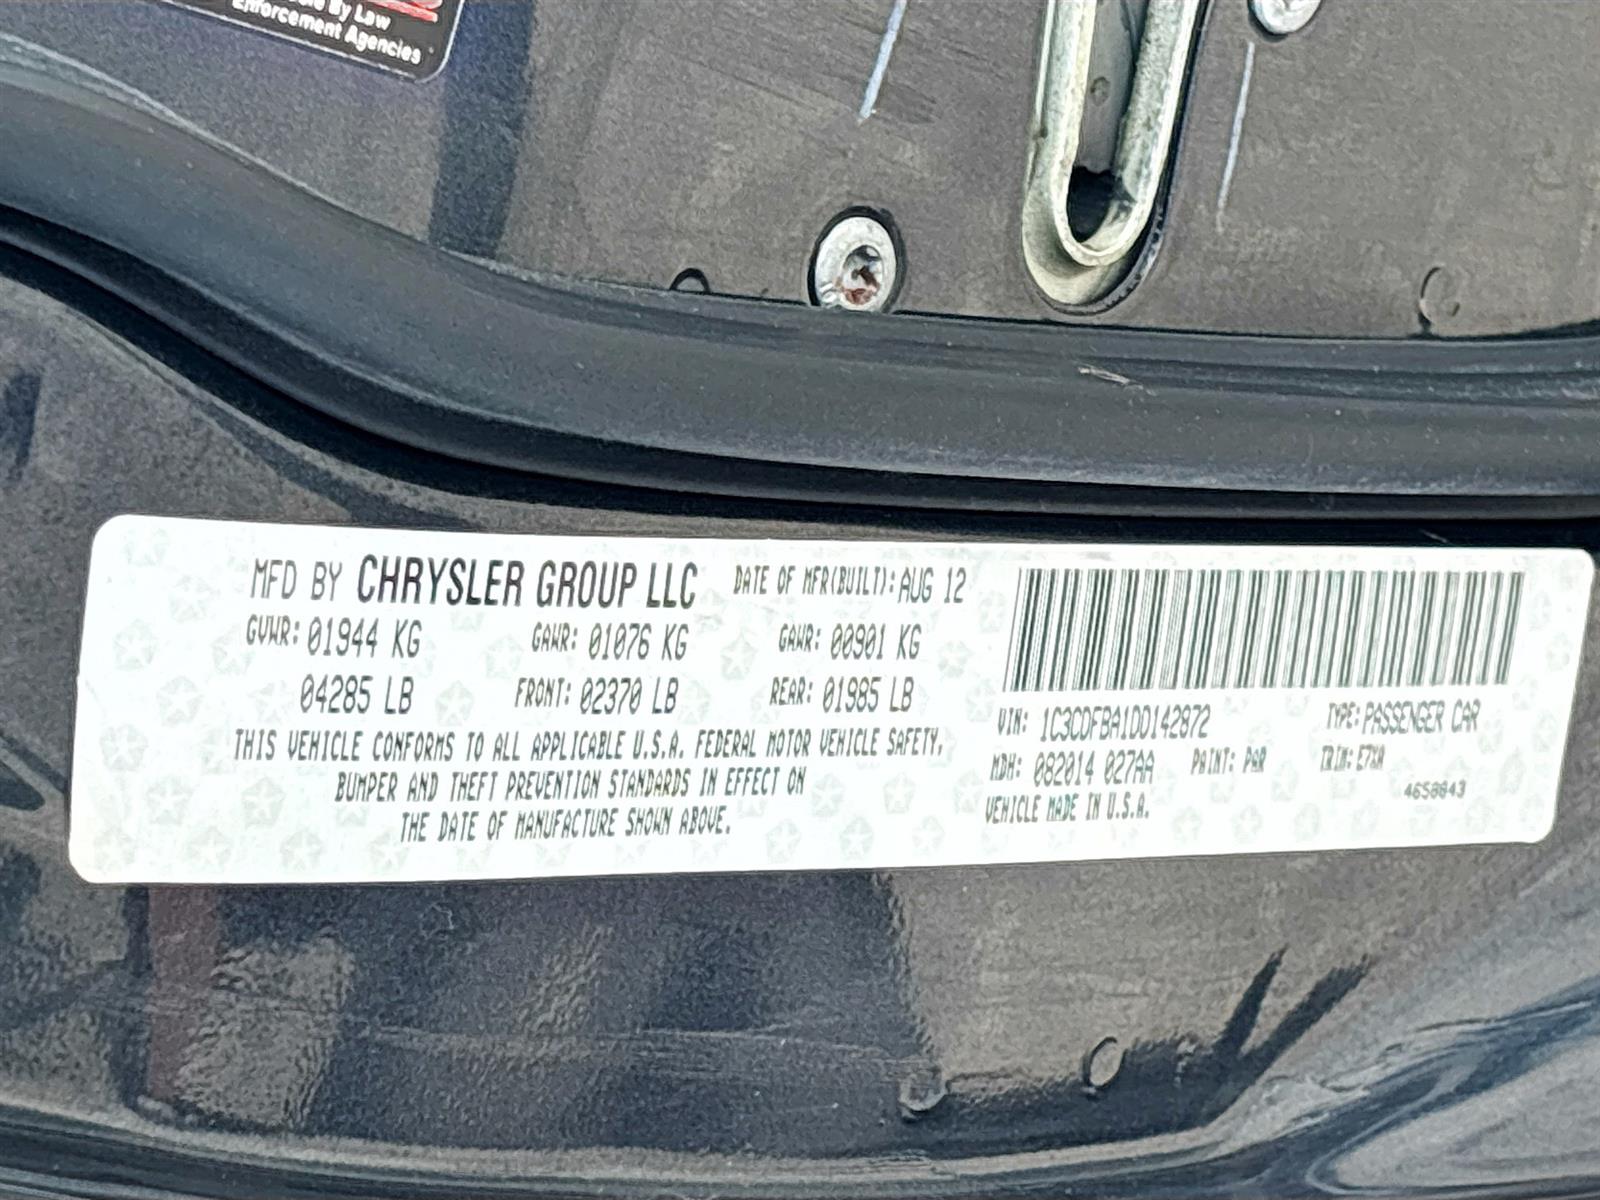 By Law
Enforcement Agencies
MFD BY CHRYSLER GROUP LLC DATE OF MFR(BUILT): AUG 12
GVWR: 01944 KG GAWR: 01076 KG GAWR: 00901 KG
04285 LB FRONT: 02370 LB REAR: 01985 LB
THIS VEHICLE CONFORMS TO ALL APPLICABLE U.S.A. FEDERAL MOTOR VEHICLE SAFETY,
BUMPER AND THEFT PREVENTION STANDARDS IN EFFECT ON
THE DATE OF MANUFACTURE SHOWN ABOVE.
VIN: 1C3CDFBA1DD142872 TYPE: PASSENGER CAR
MDH: 082014 027AA PAINT: PAR TRIM: E7XA
VEHICLE MADE IN U.S.A. 4658843